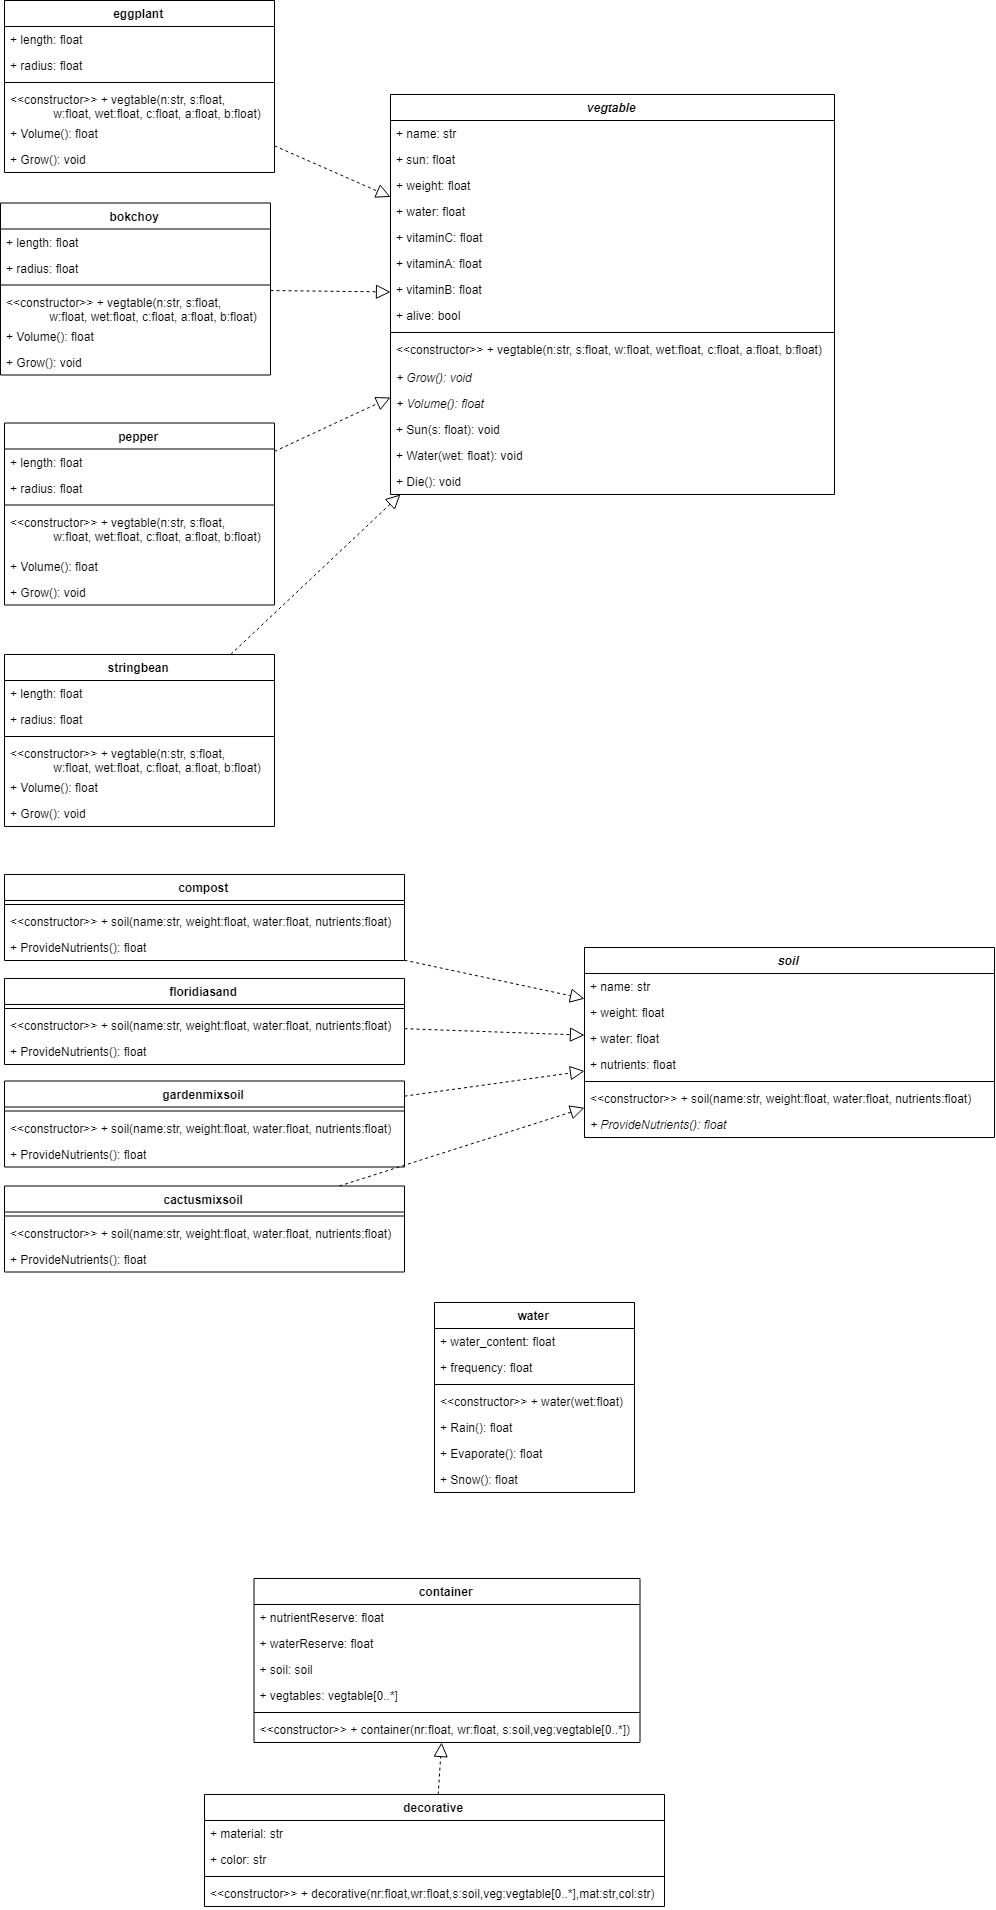 eggplant
+ length: float
+ radius: float
<<constructor>> + vegtable(n:str, s:float,
w:float, wet:float, c:float, a:float, b:float)
+ Volume(): float
+ Grow(): void
vegtable
+ name: str
+ sun: float
+ weight: float
+ water: float
+ vitaminC: float
+ vitaminA: float
+ vitaminB: float
+ alive: bool
<<constructor>> + vegtable(n:str, s:float, w:float, wet:float, c:float, a:float, b:float)
+ Grow(): void
+ Volume(): float
+ Sun(s: float): void
+ Water(wet: float): void
+ Die(): void
bokchoy
+ length: float
+ radius: float
<<constructor>> + vegtable(n:str, s:float,
w:float, wet:float, c:float, a:float, b:float)
+ Volume(): float
+ Grow(): void
pepper
+ length: float
+ radius: float
<<constructor>> + vegtable(n:str, s:float,
w:float, wet:float, c:float, a:float, b:float)
+ Volume(): float
+ Grow(): void
stringbean
+ length: float
+ radius: float
<<constructor>> + vegtable(n:str, s:float,
w:float, wet:float, c:float, a:float, b:float)
+ Volume(): float
+ Grow(): void
compost
<<constructor>> + soil(name:str, weight:float, water:float, nutrients:float)
+ ProvideNutrients(): float
floridiasand
<<constructor>> + soil(name:str, weight:float, water:float, nutrients:float)
+ ProvideNutrients(): float
gardenmixsoil
<<constructor>> + soil(name:str, weight:float, water:float, nutrients:float)
+ ProvideNutrients(): float
cactusmixsoil
<<constructor>> + soil(name:str, weight:float, water:float, nutrients:float)
+ ProvideNutrients(): float
soil
+ name: str
+ weight: float
+ water: float
+ nutrients: float
<<constructor>> + soil(name:str, weight:float, water:float, nutrients:float)
+ ProvideNutrients(): float
water
+ water_content: float
+ frequency: float
<<constructor>> + water(wet:float)
+ Rain(): float
+ Evaporate(): float
+ Snow(): float
container
+ nutrientReserve: float
+ waterReserve: float
+ soil: soil
+ vegtables: vegtable[0..*]
<<constructor>> + container(nr:float, wr:float, s:soil,veg:vegtable[0..*])
decorative
+ material: str
+ color: str
<<constructor>> + decorative(nr:float,wr:float,s:soil,veg:vegtable[0..*],mat:str,col:str)